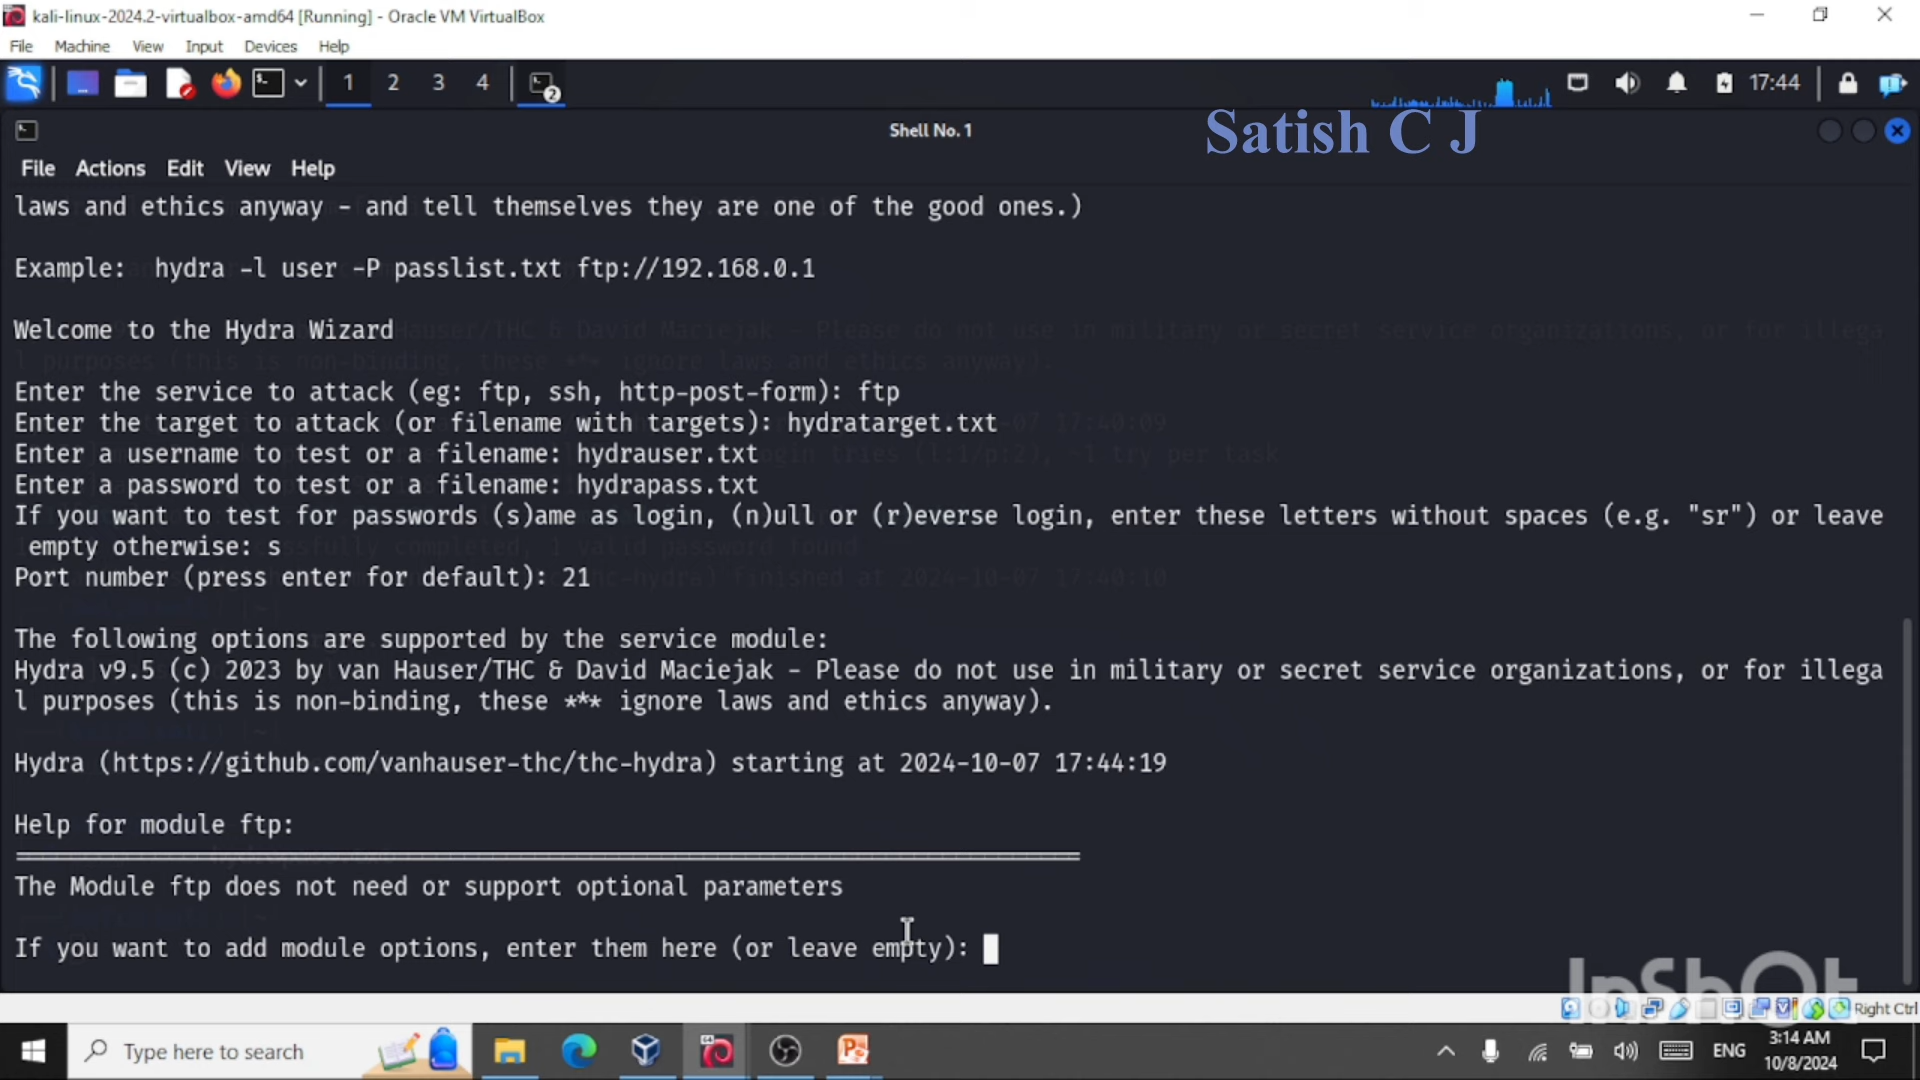 kali-linux-2024.2-virtualbox-amd64 [Running] - Oracle VM VirtualBox
File Machine View Input Devices Help
1 2 3 4 2 17:44
Shell No. 1
Satish C J
File Actions Edit View Help
laws and ethics anyway - and tell themselves they are one of the good ones.)
Example: hydra -l user -P passlist.txt ftp://192.168.0.1
Welcome to the Hydra Wizard
Enter the service to attack (eg: ftp, ssh, http-post-form): ftp
Enter the target to attack (or filename with targets): hydratarget.txt
Enter a username to test or a filename: hydrauser.txt
Enter a password to test or a filename: hydrapass.txt
If you want to test for passwords (s)ame as login, (n)ull or (r)everse login, enter these letters without spaces (e.g. "sr") or leave
empty otherwise: s
Port number (press enter for default): 21
The following options are supported by the service module:
Hydra v9.5 (c) 2023 by van Hauser/THC & David Maciejak - Please do not use in military or secret service organizations, or for illega
l purposes (this is non-binding, these *** ignore laws and ethics anyway).
Hydra (https://github.com/vanhauser-thc/thc-hydra) starting at 2024-10-07 17:44:19
Help for module ftp:
================================================================
The Module ftp does not need or support optional parameters
If you want to add module options, enter them here (or leave empty):
InShOt
Right Ctrl
Type here to search
ENG
3:14 AM
10/8/2024